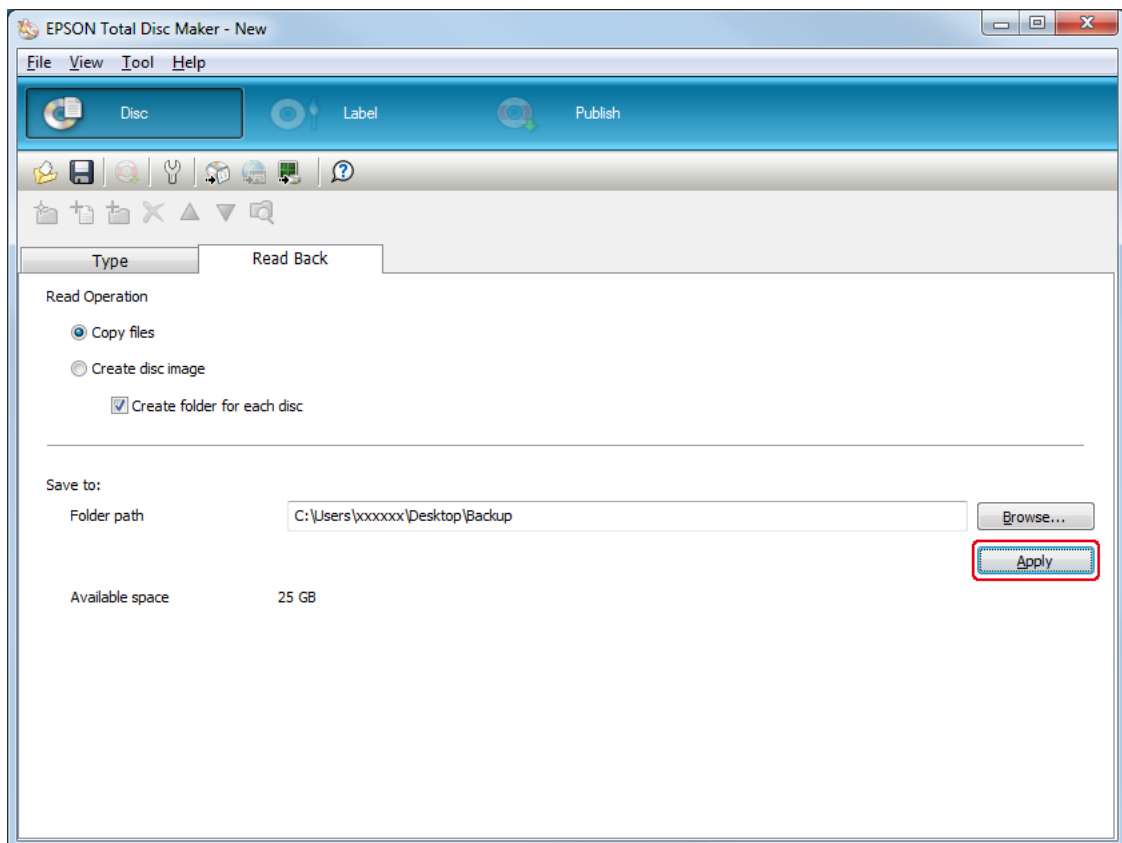 EPSON Total Disc Maker - New
File View Tool Help
Disc Label Publish
Type Read Back
Read Operation
Copy files
Create disc image
Create folder for each disc
Save to:
Folder path C:\Users\xxxxxx\Desktop\Backup Browse...
Apply
Available space 25 GB